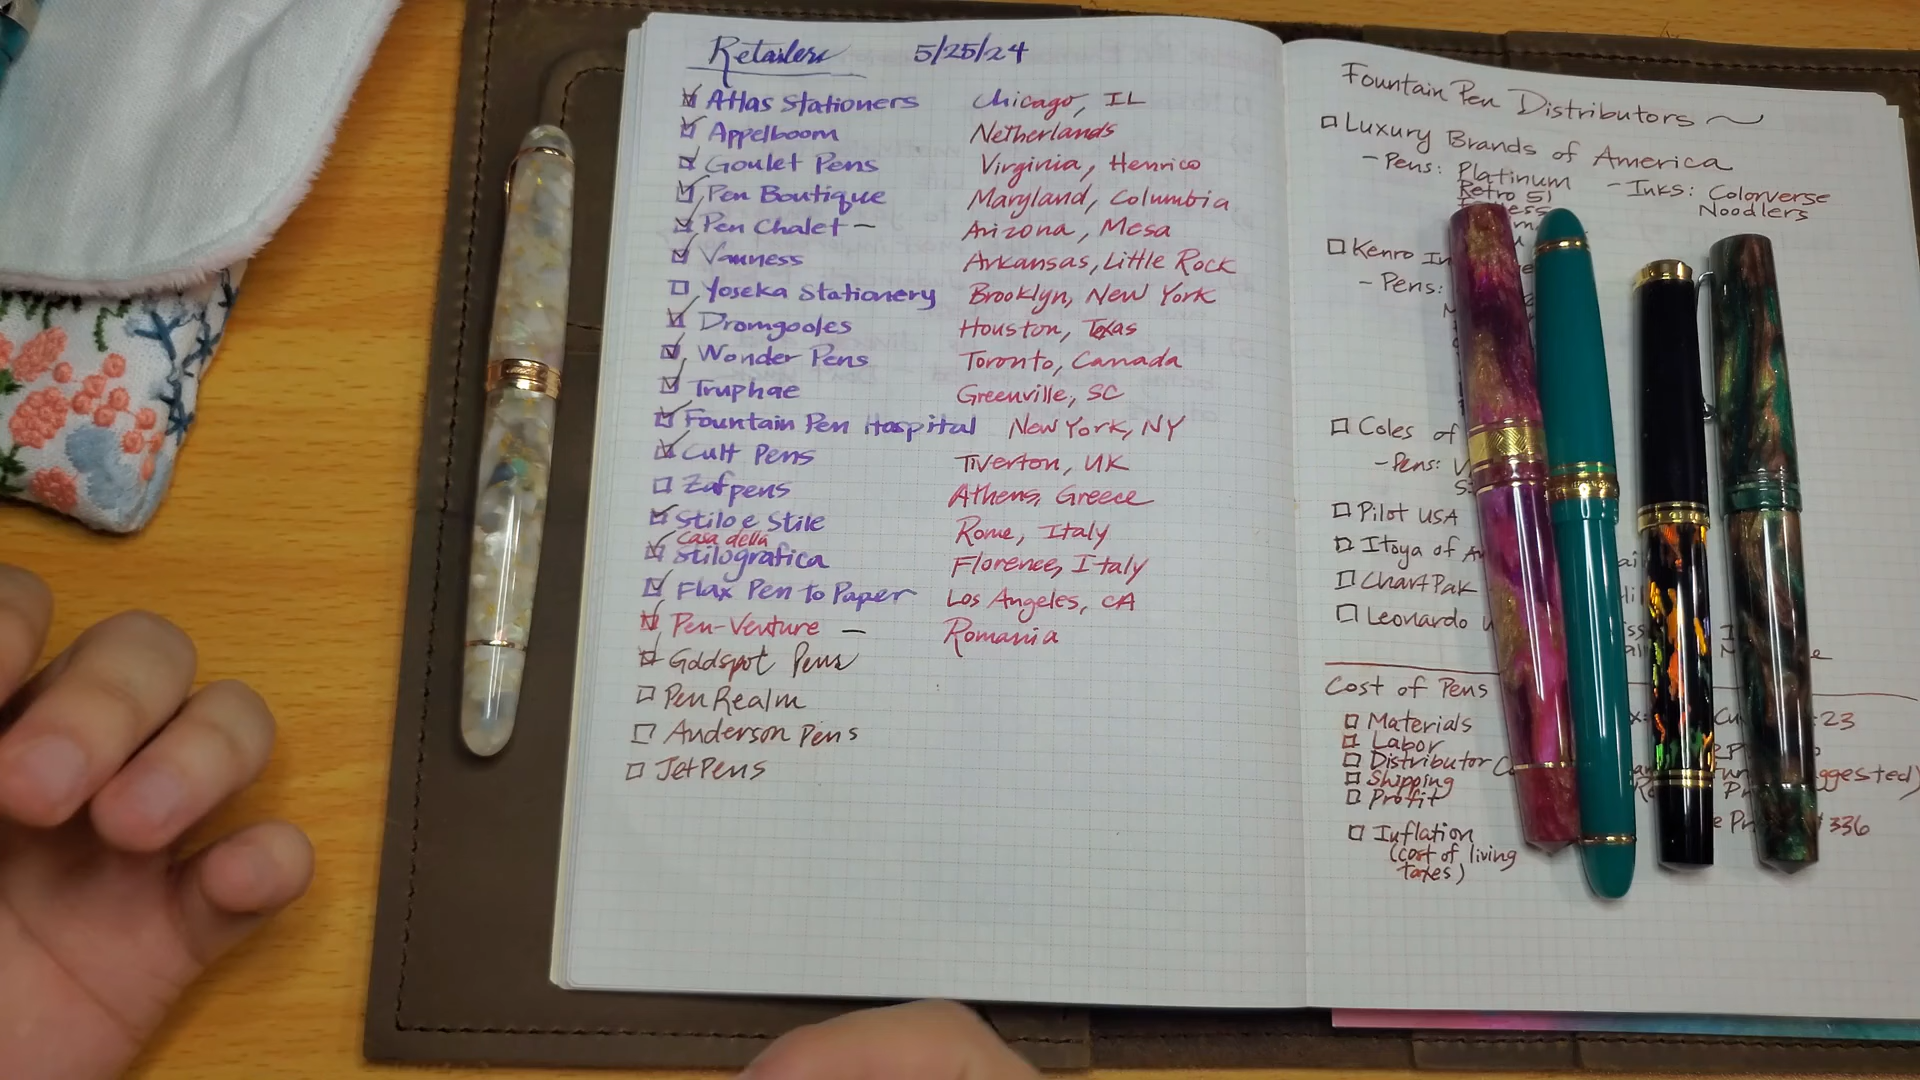 Retailers 5/25/24
Atlas Stationers Chicago, IL
Appelboom Netherlands
Goulet Pens Virginia, Henrico
Pen Boutique Maryland, Columbia
Pen Chalet — Arizona, Mesa
Vanness Arkansas, Little Rock
Yoseka Stationery Brooklyn, New York
Dromgooles Houston, Texas
Wonder Pens Toronto, Canada
Truphae Greenville, SC
Fountain Pen Hospital New York, NY
Cult Pens Tiverton, UK
Zafpens Athens, Greece
Stilo e Stile Rome, Italy
Casa della
Stilografica Florence, Italy
Flax Pen to Paper Los Angeles, CA
Pen-Venture — Romania
Goldspot Pens
Pen Realm
Anderson Pens
JetPens
Fountain Pen Distributors ~
Luxury Brands of America
- Pens: Platinum - Inks: Colorverse
Retro 51 Noodlers
Kenro In
- Pens:
Coles of
- Pens: V
S
Pilot USA
Itoya of
ChartPak
Leonardo
Cost of Pens
Materials 23
Labor
Distributor
Shipping ggested)
Profit
336
Inflation
(cost of living
taxes)